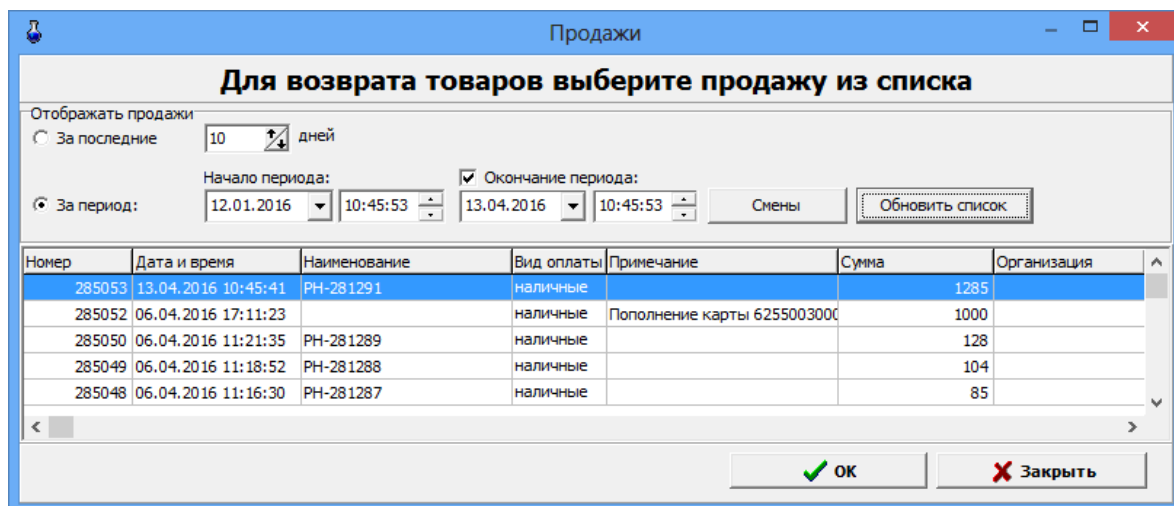 Продажи
Для возврата товаров выберите продажу из списка
Отображать продажи
За последние 10 дней
Начало периода: Окончание периода:
За период: 12.01.2016 10:45:53 13.04.2016 10:45:53 Смены Обновить список
Номер Дата и время Наименование Вид оплаты Примечание Сумма Организация
285053 13.04.2016 10:45:41 РН-281291 наличные 1285
285052 06.04.2016 17:11:23 наличные Пополнение карты 6255003000 1000
285050 06.04.2016 11:21:35 РН-281289 наличные 128
285049 06.04.2016 11:18:52 РН-281288 наличные 104
285048 06.04.2016 11:16:30 РН-281287 наличные 85
ОК Закрыть